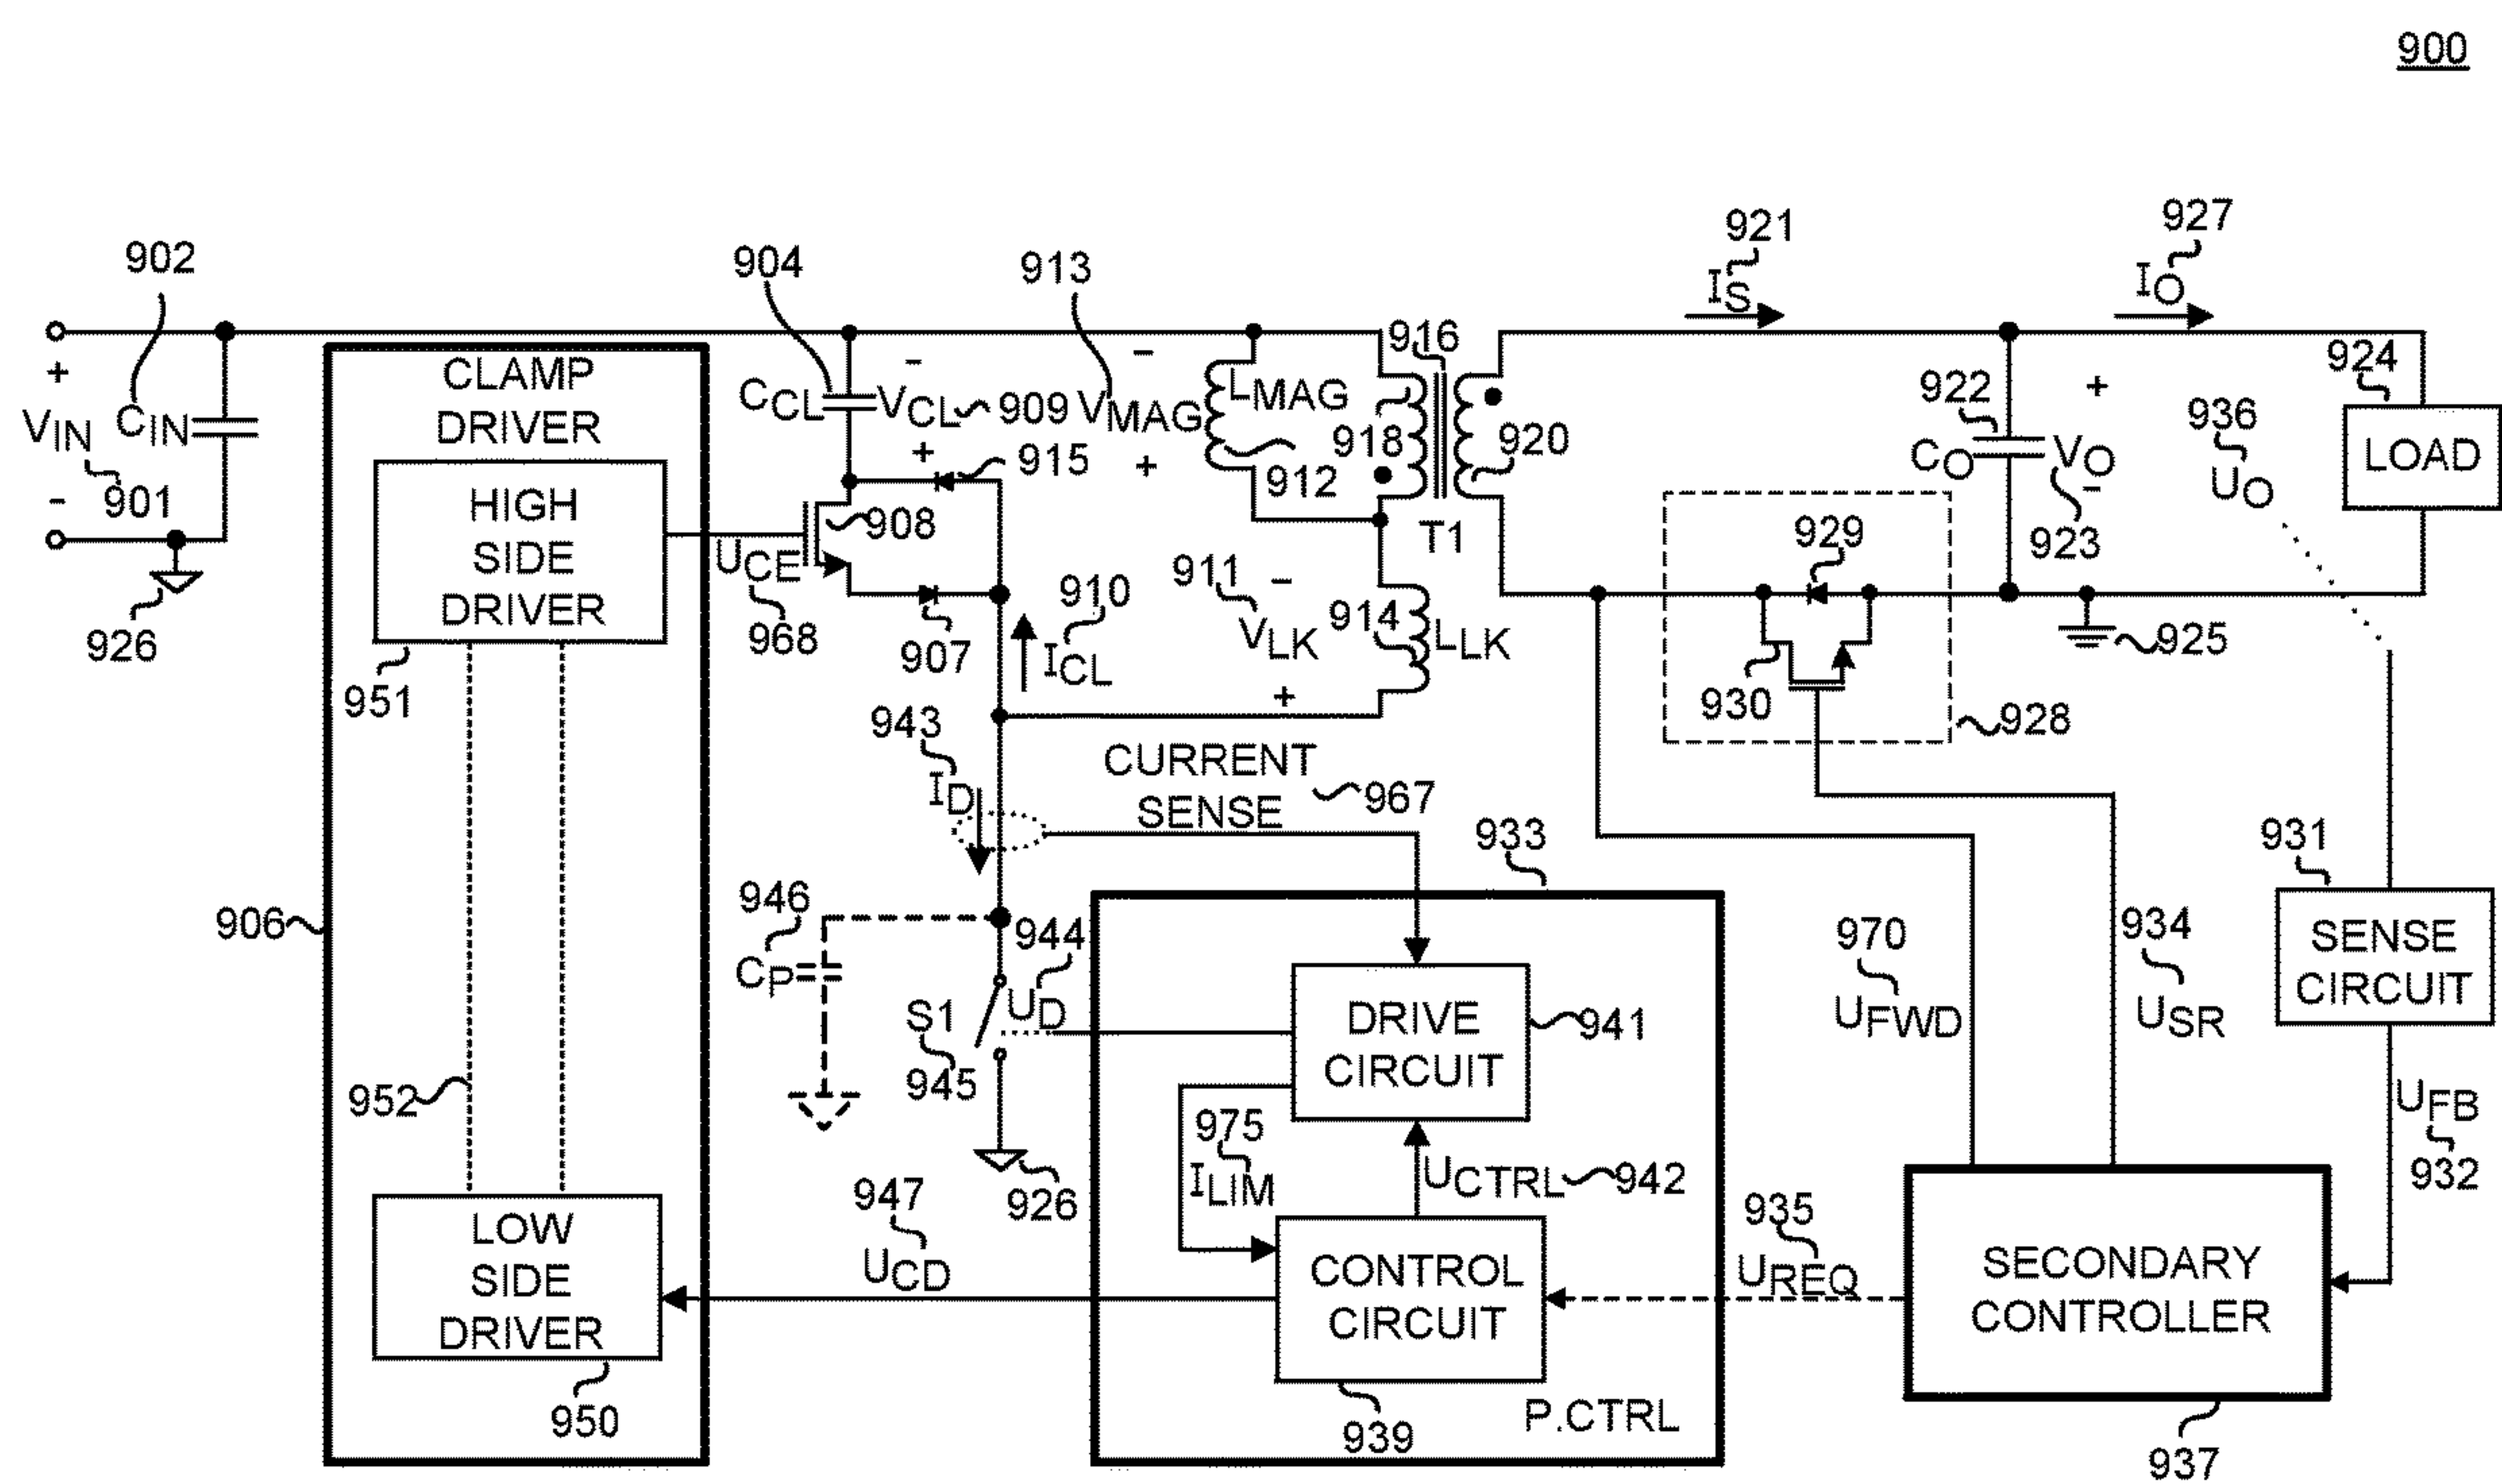 900
902
904
913
921
IS
927
IO
916
924
LOAD
+
VIN
-
901
CIN
926
CLAMP
DRIVER
HIGH
SIDE
DRIVER
951
952
906
LOW
SIDE
DRIVER
950
CCL
-
VCL
909
+
915
908
UCE
968
907
910
ICL
-
VMAG
+
LMAG
912
918
920
T1
911
-
VLK
+
914
LLK
922
CO
+
VO
-
923
936
UO
929
930
928
925
943
ID
CURRENT
SENSE
967
933
946
CP
944
UD
S1
945
926
DRIVE
CIRCUIT
941
975
ILIM
UCTRL
942
CONTROL
CIRCUIT
939
P.CTRL
947
UCD
935
UREQ
970
UFWD
934
USR
931
SENSE
CIRCUIT
UFB
932
SECONDARY
CONTROLLER
937